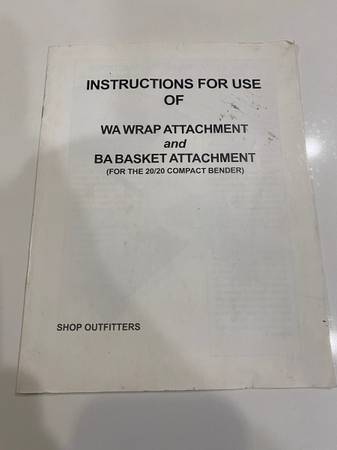 INSTRUCTIONS FOR USE
OF
WA WRAP ATTACHMENT
and
BA BASKET ATTACHMENT
(FOR THE 20/20 COMPACT BENDER)
SHOP OUTFITTERS